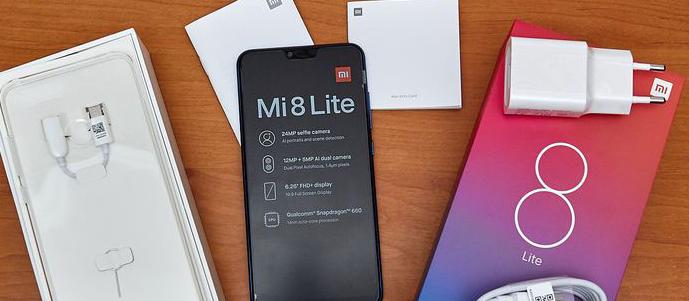 mi
Mi 8 Lite
24MP selfie camera
AI portraits and scene detection
12MP + 5MP AI dual camera
Dual Pixel Autofocus, 1.4μm pixels
6.26" FHD+ display
19:9 Full Screen Display
CPU
Qualcomm® Snapdragon™ 660
14nm octa-core processor
mi
8
Lite